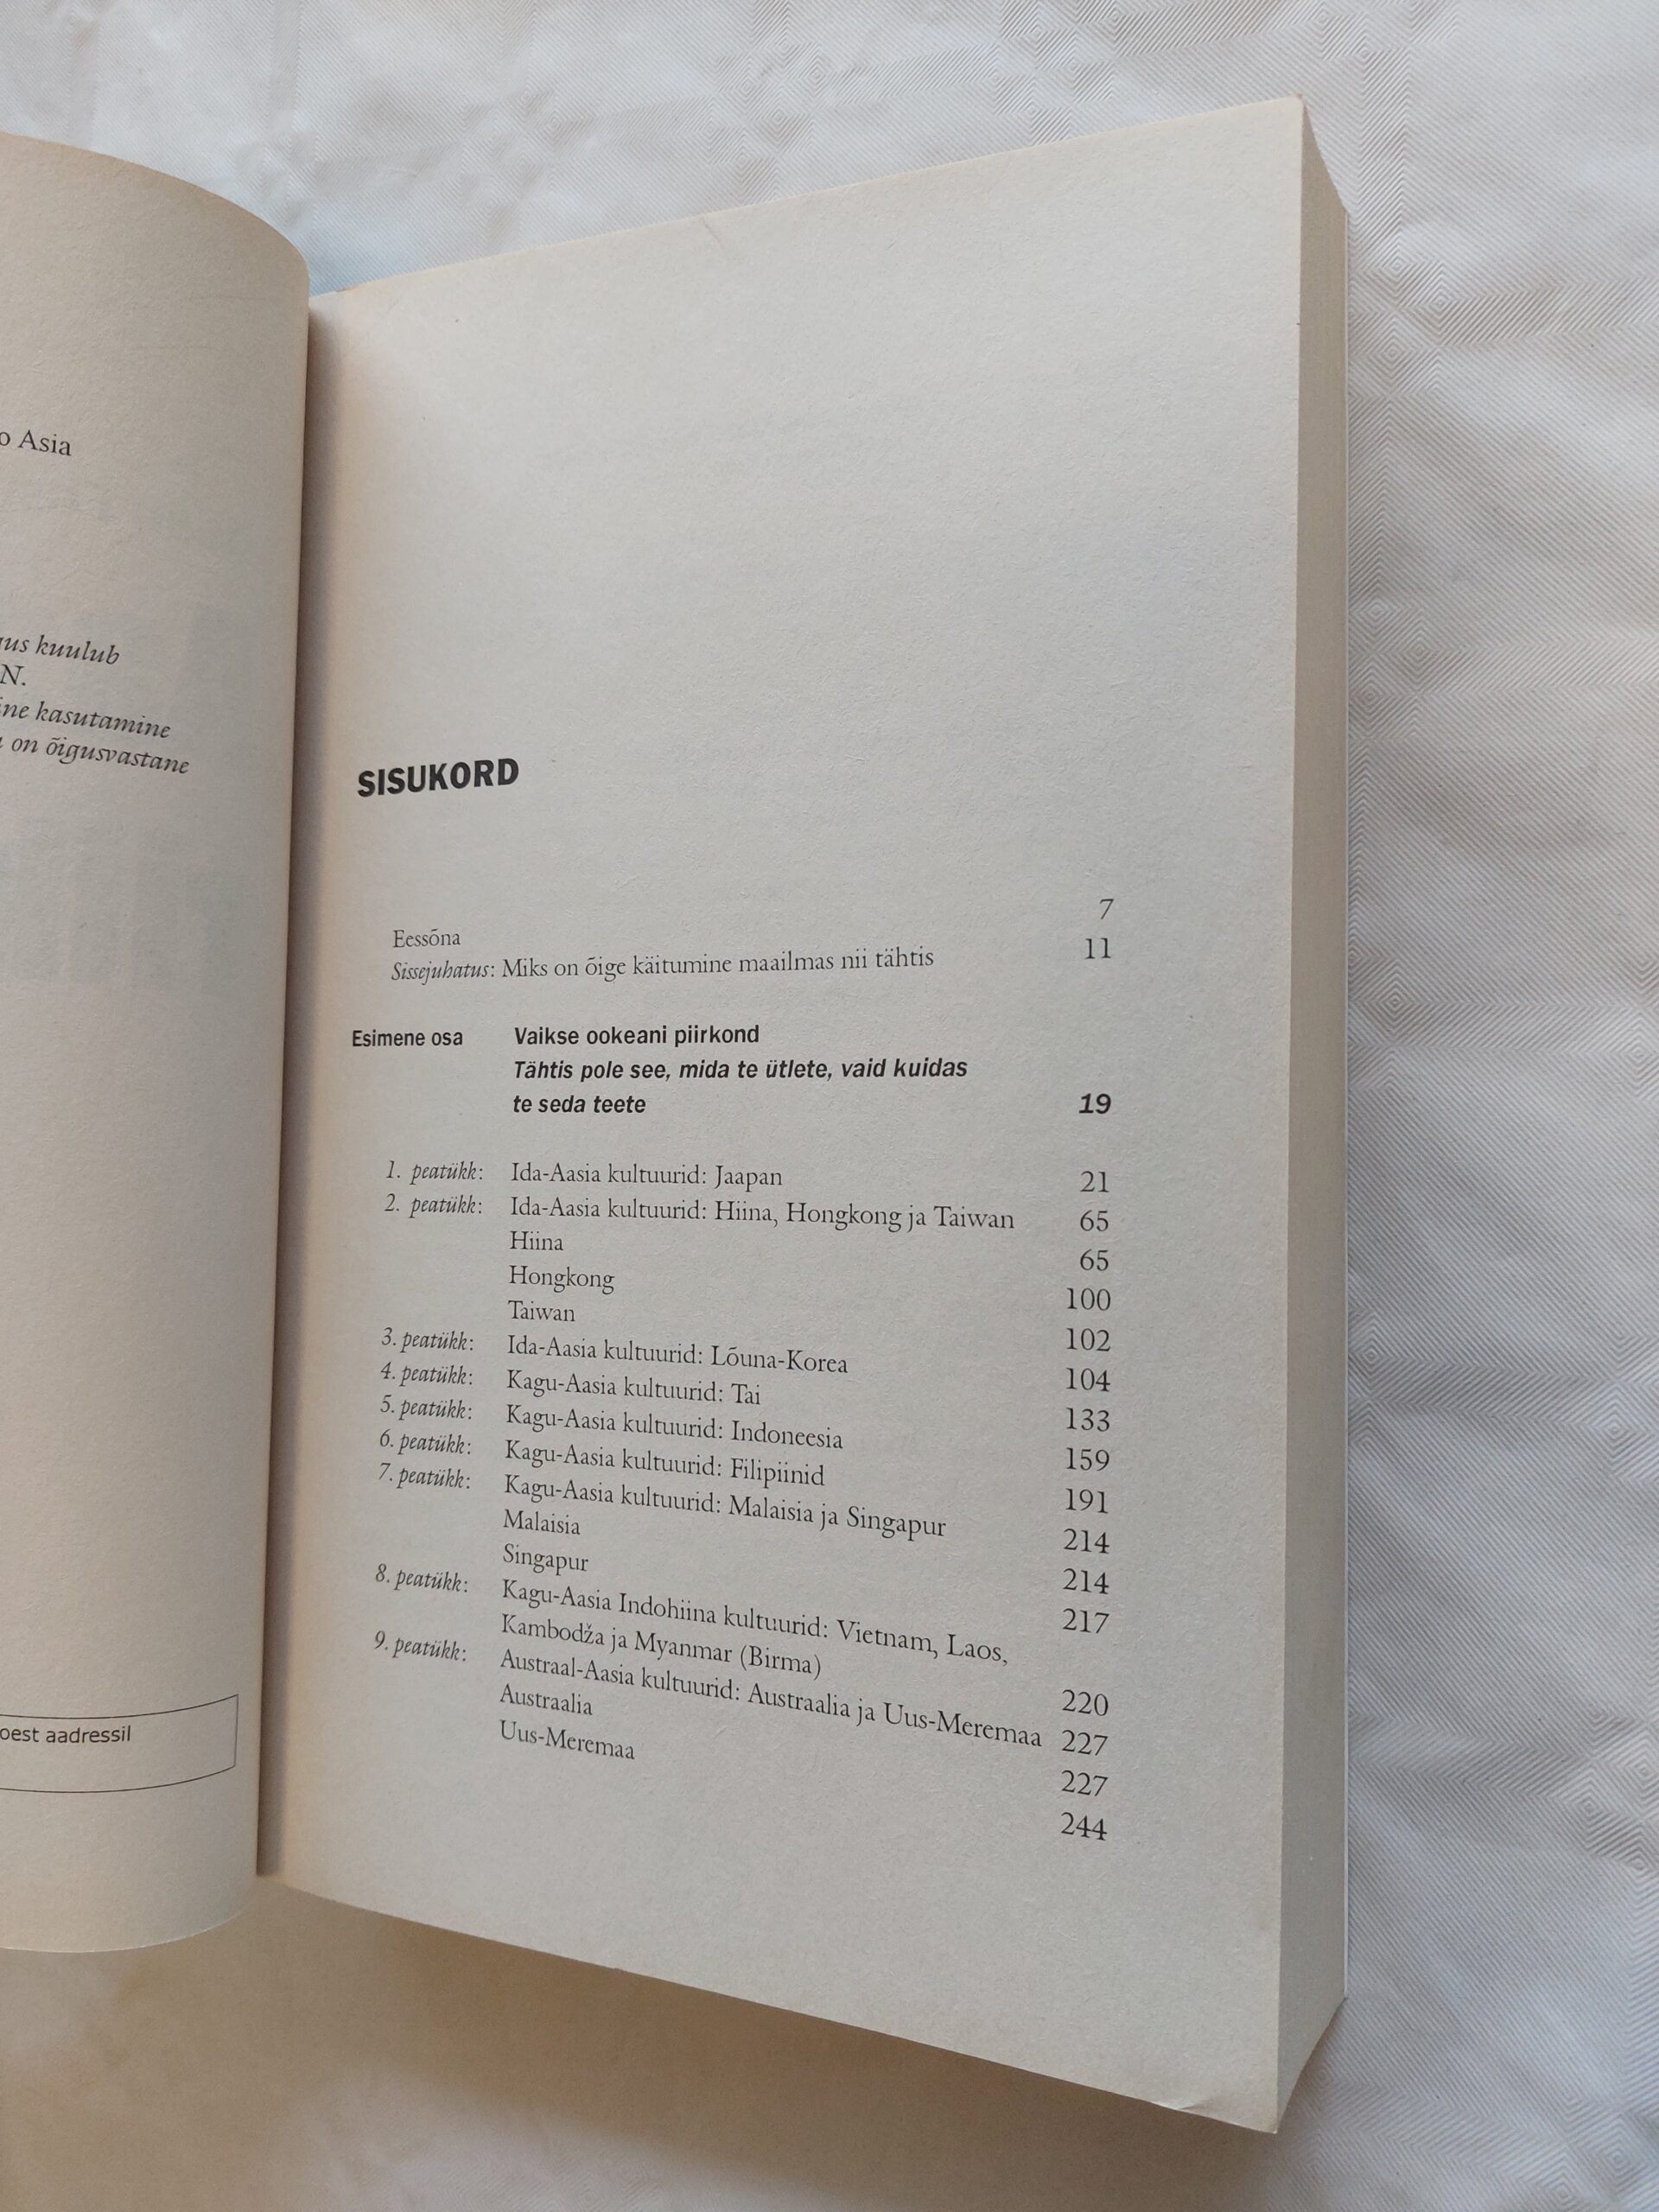 o Asia
kuulub
N.
kasutamine
on õigusvastane
aadressil
SISUKORD
Eessõna 7
Sissejuhatus: Miks on õige käitumine maailmas nii tähtis 11
Esimene osa Vaikse ookeani piirkond
Tähtis pole see, mida te ütlete, vaid kuidas
te seda teete 19
1. peatükk: Ida-Aasia kultuurid: Jaapan 21
2. peatükk: Ida-Aasia kultuurid: Hiina, Hongkong ja Taiwan 65
Hiina 65
Hongkong 100
Taiwan 102
3. peatükk: Ida-Aasia kultuurid: Lõuna-Korea 104
4. peatükk: Kagu-Aasia kultuurid: Tai 133
5. peatükk: Kagu-Aasia kultuurid: Indoneesia 159
6. peatükk: Kagu-Aasia kultuurid: Filipiinid 191
7. peatükk: Kagu-Aasia kultuurid: Malaisia ja Singapur 214
Malaisia 214
Singapur 217
8. peatükk: Kagu-Aasia Indohiina kultuurid: Vietnam, Laos,
Kambodža ja Myanmar (Birma) 220
9. peatükk: Austraal-Aasia kultuurid: Austraalia ja Uus-Meremaa 227
Austraalia 227
Uus-Meremaa 244